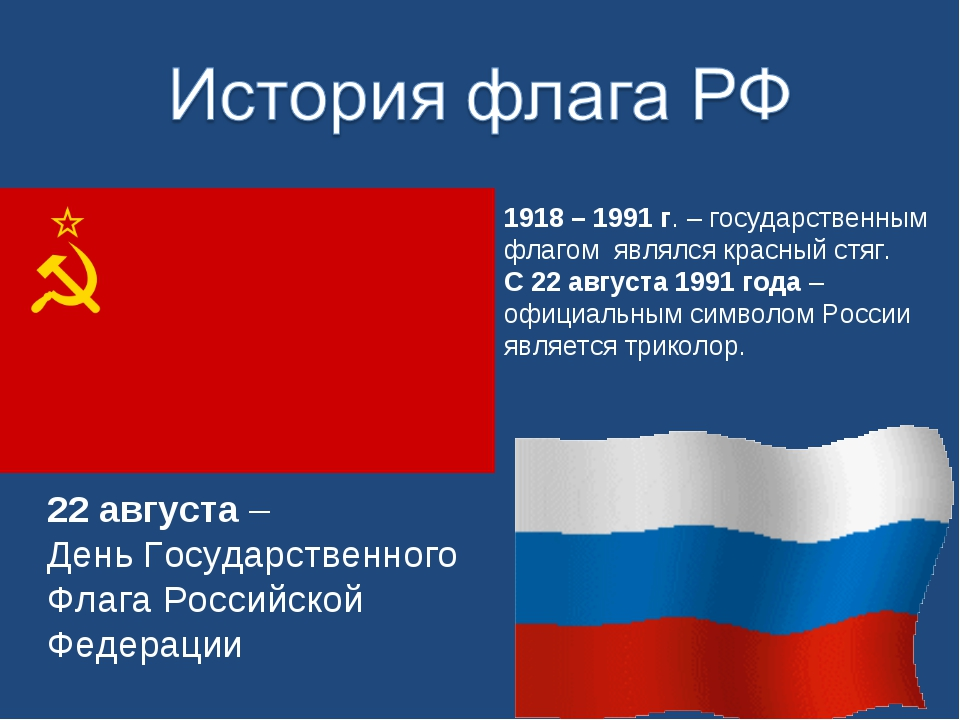 История флага РФ
1918 – 1991 г. – государственным
флагом являлся красный стяг.
С 22 августа 1991 года –
официальным символом России
является триколор.
22 августа –
День Государственного
Флага Российской
Федерации